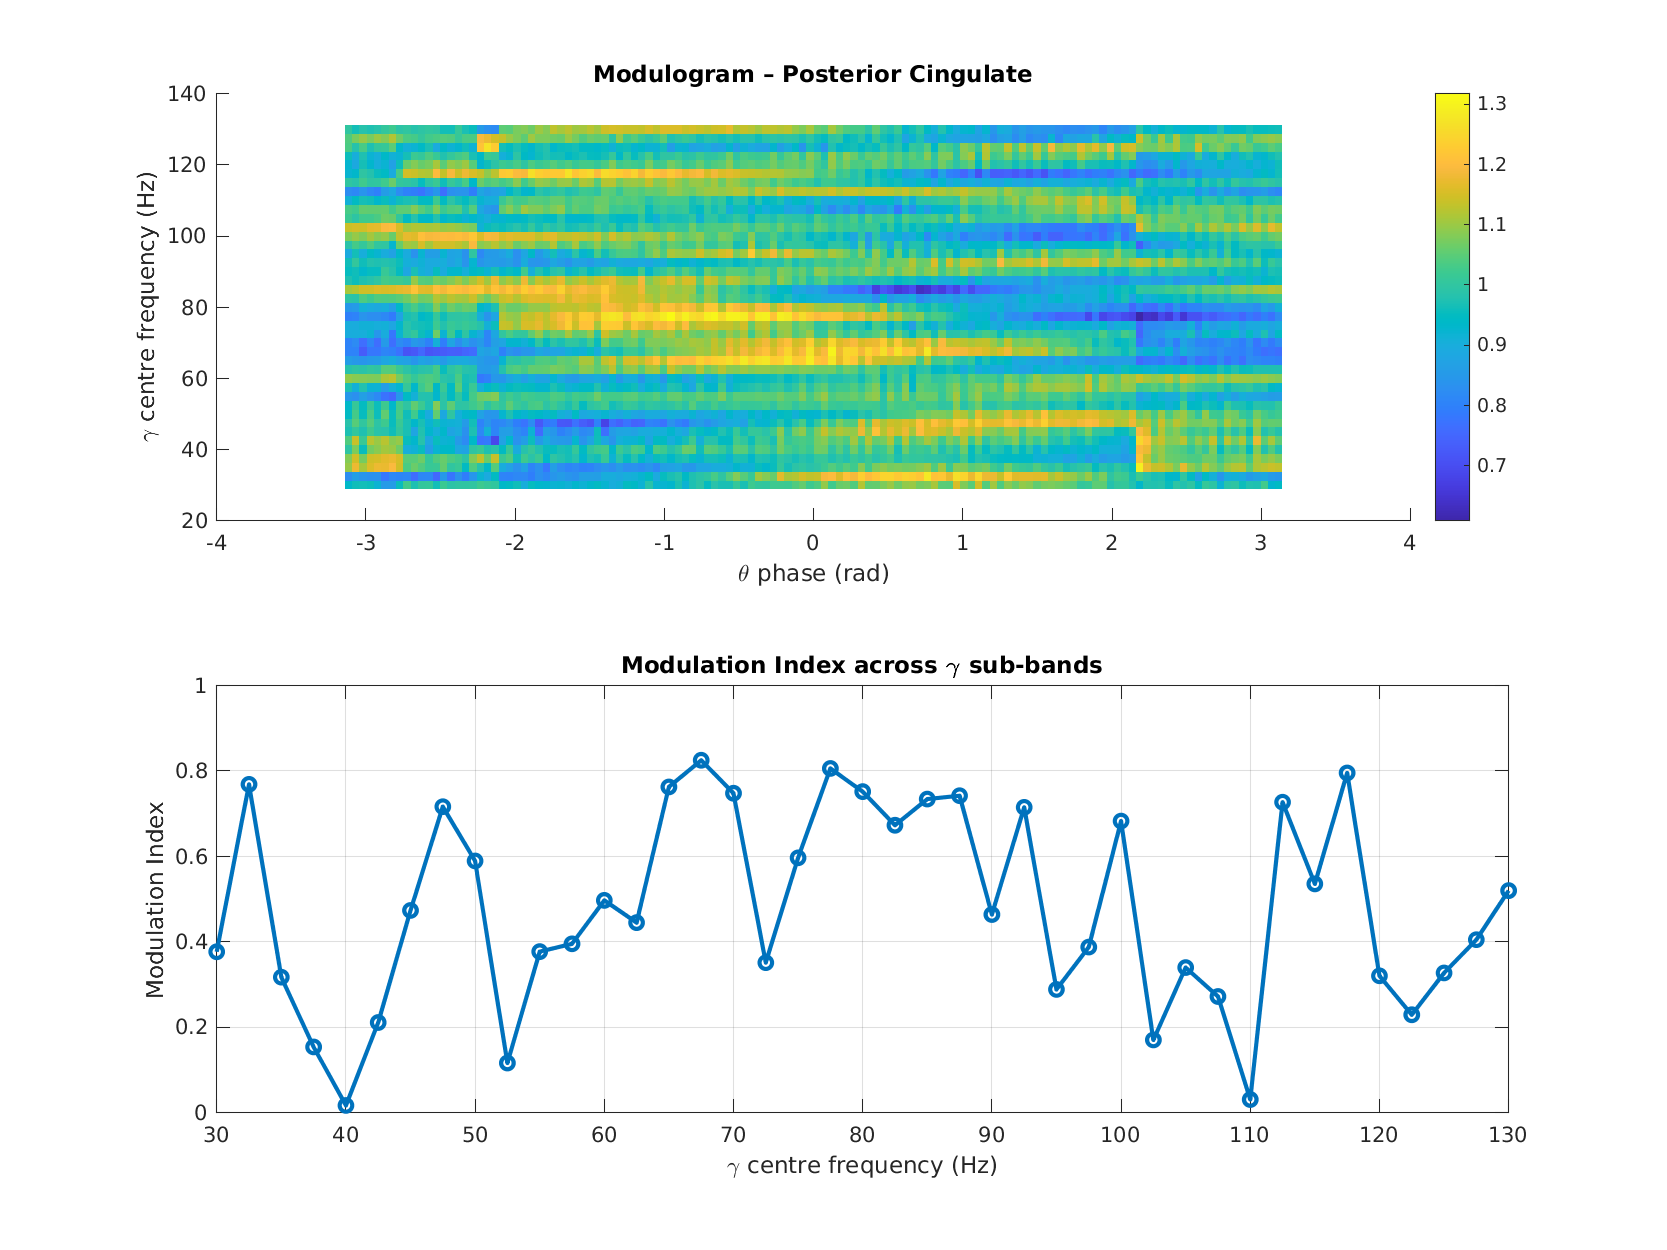 Modulogram – Posterior Cingulate
140
120
100
80
60
40
20
γ centre frequency (Hz)
-4 -3 -2 -1 0 1 2 3 4
θ phase (rad)
1.3
1.2
1.1
1
0.9
0.8
0.7
Modulation Index across γ sub-bands
1
0.8
0.6
0.4
0.2
0
Modulation Index
30 40 50 60 70 80 90 100 110 120 130
γ centre frequency (Hz)